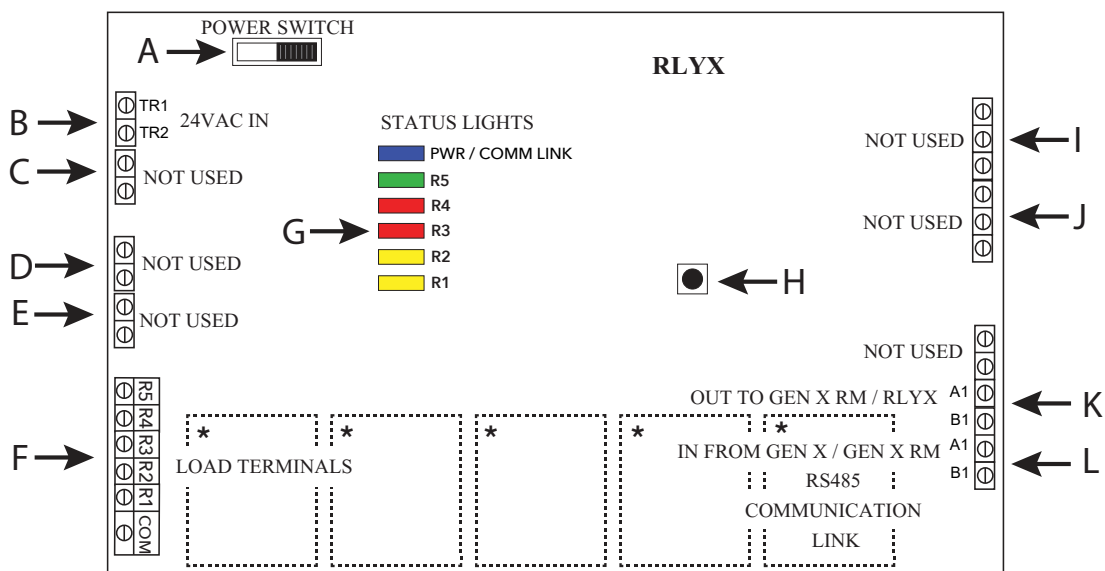 POWER SWITCH
A
RLYX
B
TR1
TR2
24VAC IN
STATUS LIGHTS
PWR / COMM LINK
R5
R4
R3
R2
R1
C
NOT USED
G
NOT USED
I
NOT USED
J
D
NOT USED
E
NOT USED
H
NOT USED
F
R5
R4
R3
R2
R1
COM
OUT TO GEN X RM / RLYX
A1
B1
K
* * * * *
LOAD TERMINALS
IN FROM GEN X / GEN X RM
A1
B1
L
RS485
COMMUNICATION
LINK